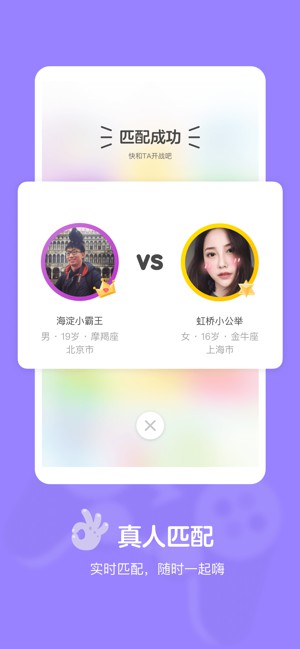 匹配成功
快和TA开战吧
VS
海淀小霸王
男·19岁·摩羯座
北京市
虹桥小公举
女·16岁·金牛座
上海市
真人匹配
实时匹配，随时一起嗨